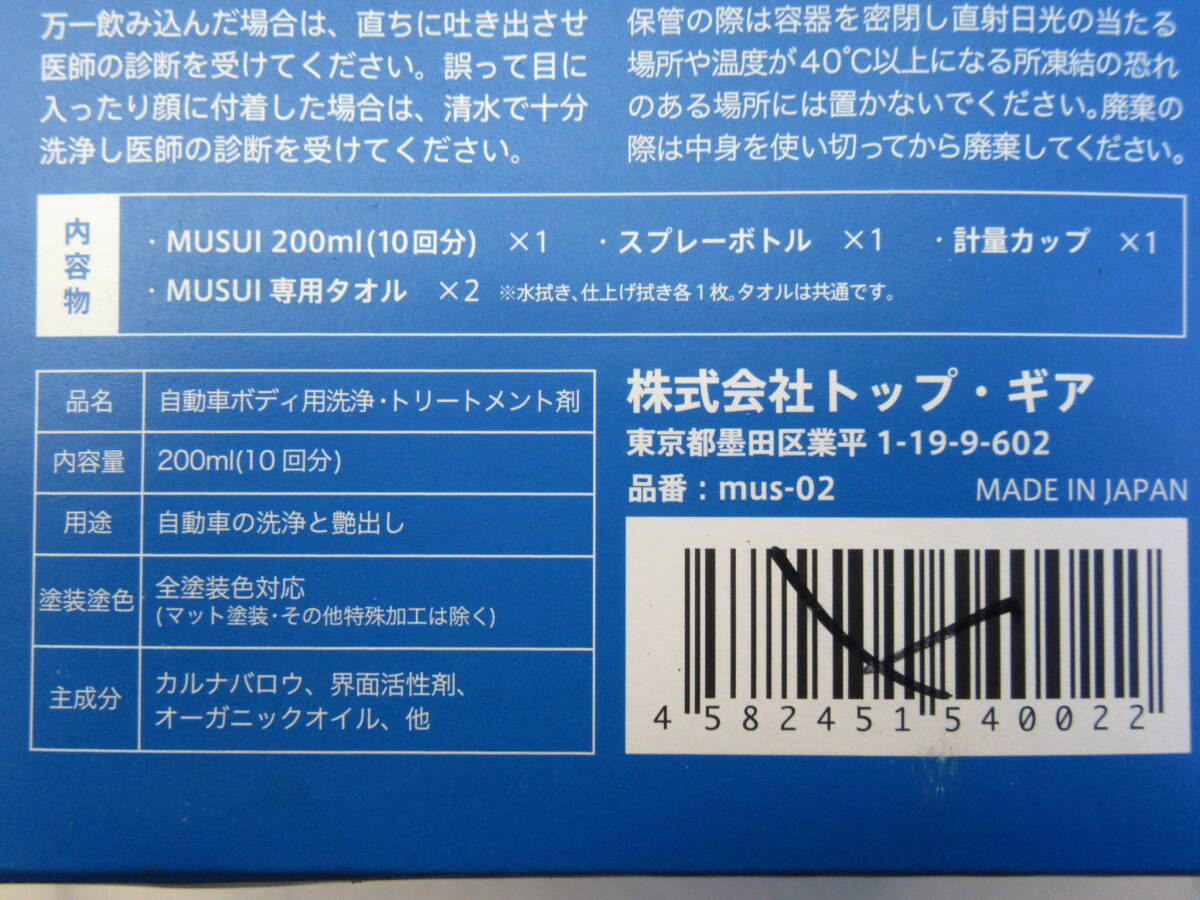 万一飲み込んだ場合は、直ちに吐き出させ
医師の診断を受けてください。誤って目に
入ったり顔に付着した場合は、清水で十分
洗浄し医師の診断を受けてください。
保管の際は容器を密閉し直射日光の当たる
場所や温度が40℃以上になる所凍結の恐れ
のある場所には置かないでください。廃棄の
際は中身を使い切ってから廃棄してください。
内容物
・MUSUI 200ml(10回分) ×1 ・スプレーボトル ×1 ・計量カップ ×1
・MUSUI 専用タオル ×2 ※水拭き、仕上げ拭き各1枚。タオルは共通です。
品名 自動車ボディ用洗浄・トリートメント剤
内容量 200ml(10回分)
用途 自動車の洗浄と艶出し
塗装塗色 全塗装色対応
(マット塗装・その他特殊加工は除く)
主成分 カルナバロウ、界面活性剤、
オーガニックオイル、他
株式会社トップ・ギア
東京都墨田区業平 1-19-9-602
品番：mus-02 MADE IN JAPAN
4 582451 540022